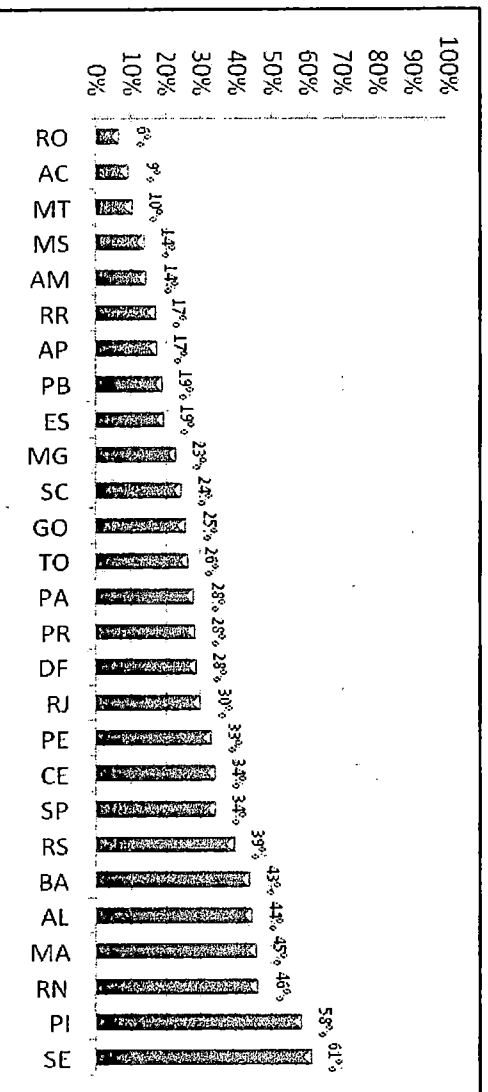 100%
90%
80%
70%
60%
50%
40%
30%
20%
10%
0%
6%
9%
10%
14%
14%
17%
17%
19%
19%
23%
24%
25%
26%
28%
28%
28%
30%
33%
34%
34%
39%
43%
44%
45%
46%
58%
61%
RO
AC
MT
MS
AM
RR
AP
PB
ES
MG
SC
GO
TO
PA
PR
DF
RJ
PE
CE
SP
RS
BA
AL
MA
RN
PI
SE